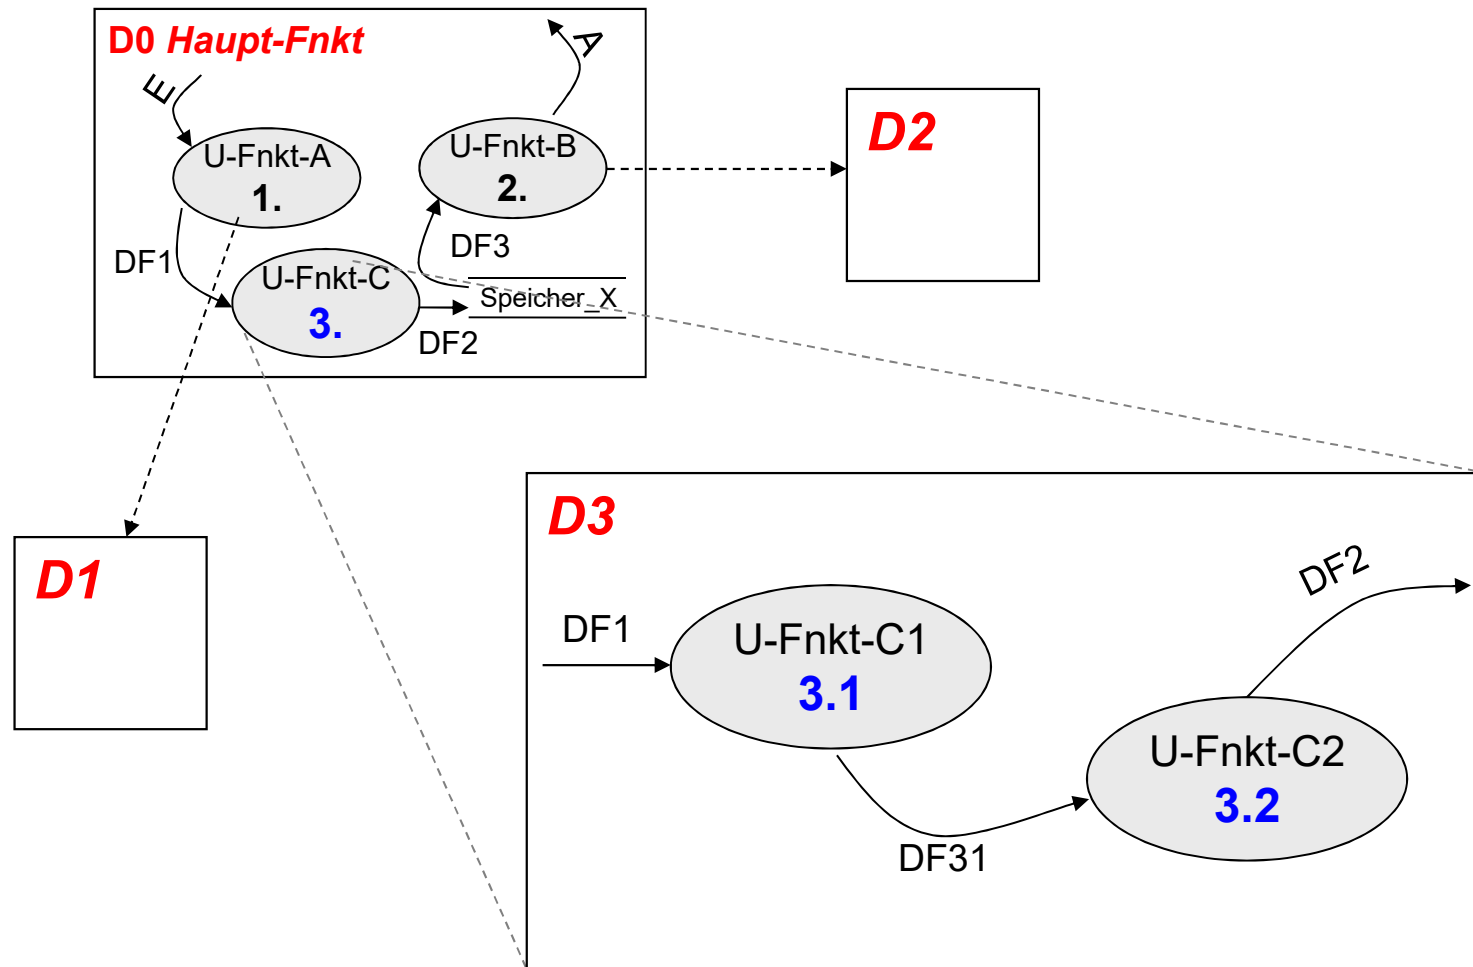 D0 Haupt-Fnkt
E
A
U-Fnkt-A
1.
U-Fnkt-B
2.
DF1
U-Fnkt-C
3.
DF3
Speicher_X
DF2
D2
D1
D3
DF1
U-Fnkt-C1
3.1
DF2
U-Fnkt-C2
3.2
DF31